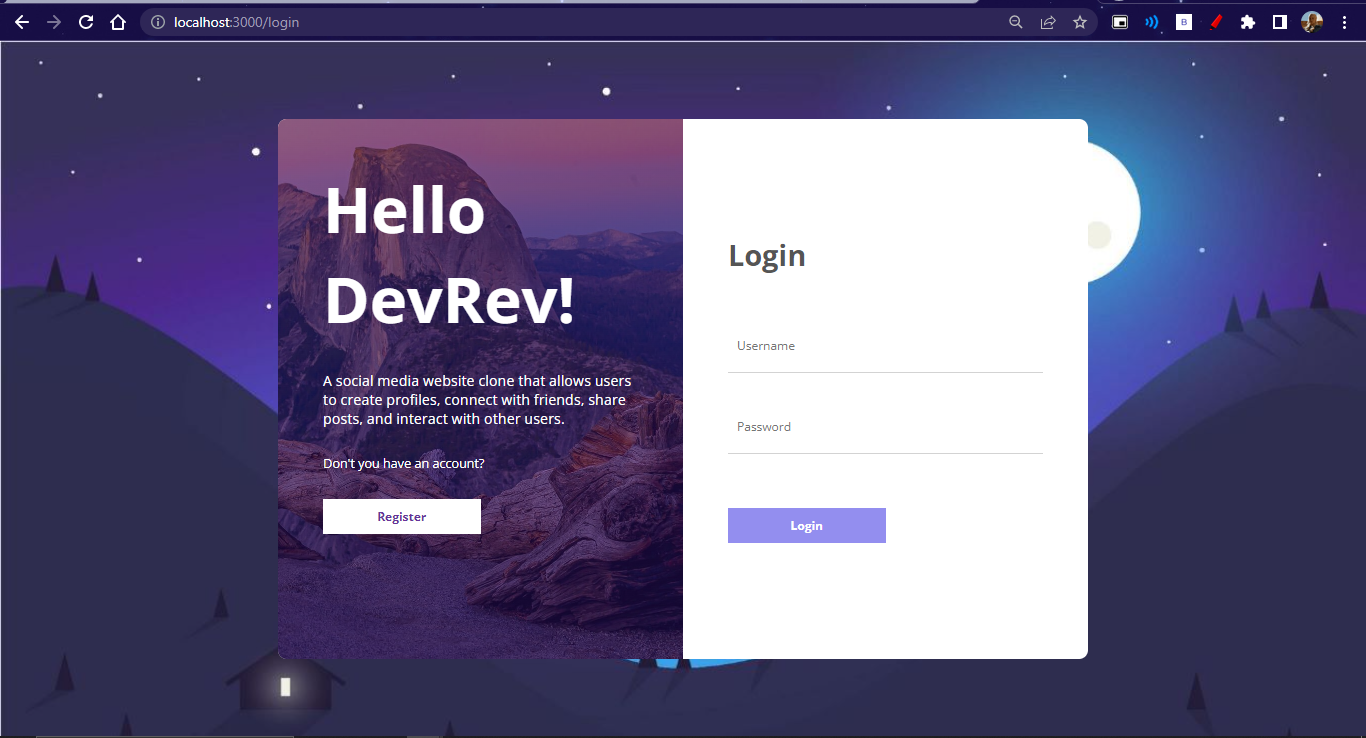 localhost:3000/login
B
Hello
DevRev!
A social media website clone that allows users
to create profiles, connect with friends, share
posts, and interact with other users.
Don't you have an account?
Register
Login
Username
Password
Login